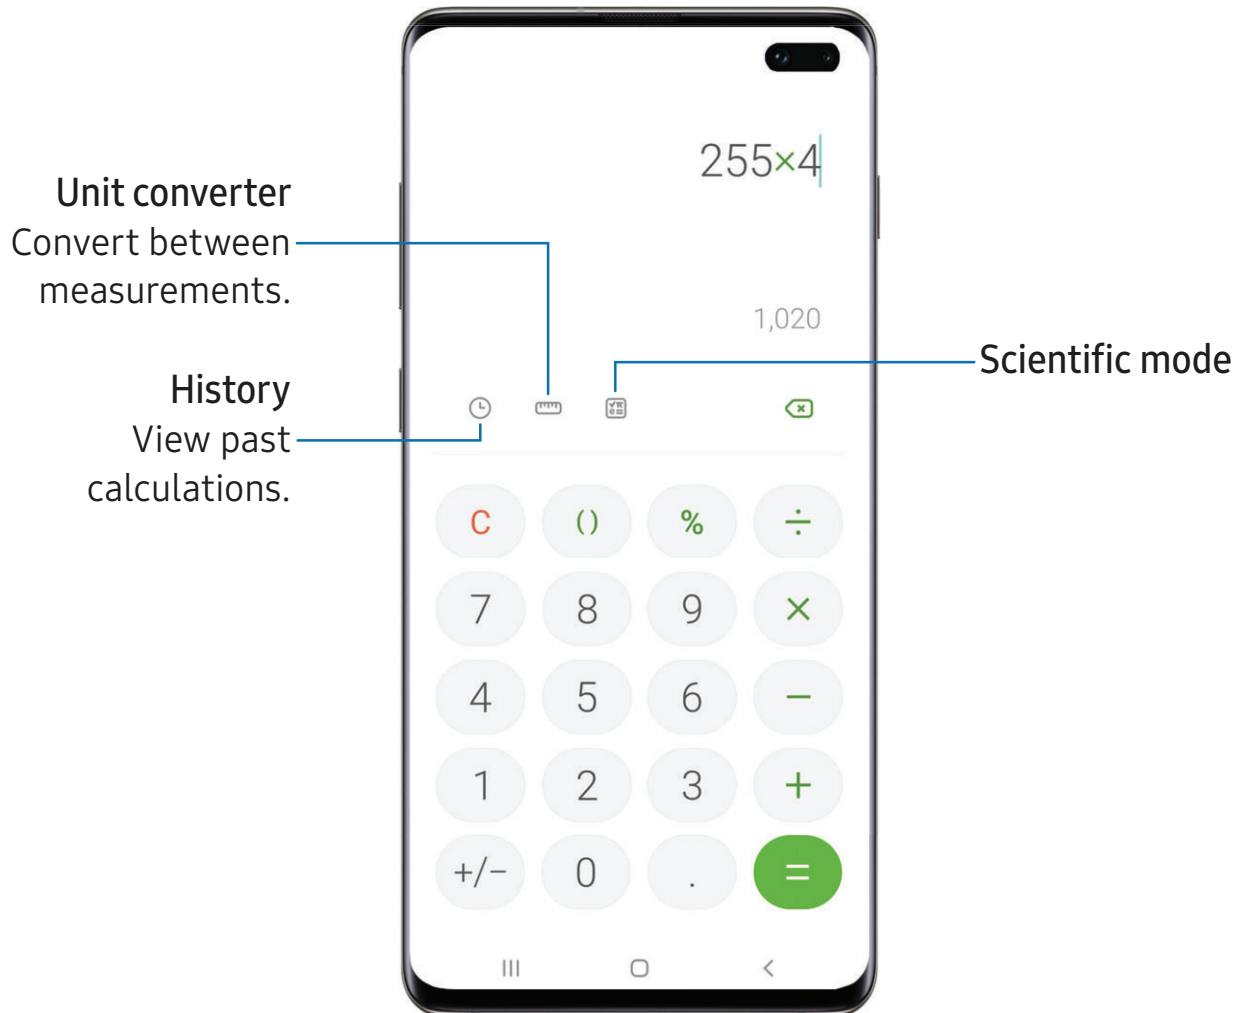 255×4
Unit converter
Convert between
measurements.
1,020
Scientific mode
History
View past
calculations.
C () % ÷
7 8 9 ×
4 5 6 −
1 2 3 +
+/− 0 . =